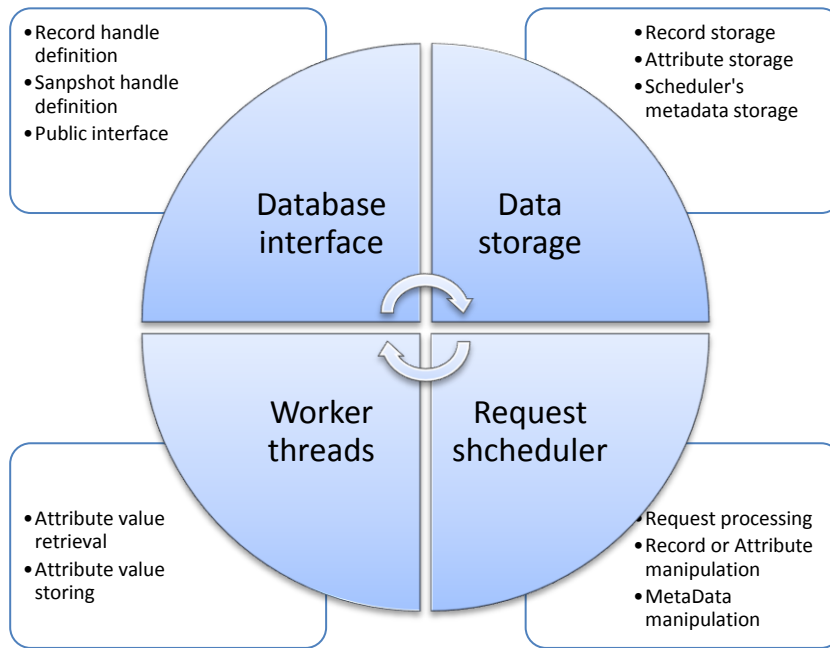 •Record handle
definition
•Sanpshot handle
definition
•Public interface
•Record storage
•Attribute storage
•Scheduler's
metadata storage
Database
interface
Data
storage
Worker
threads
Request
shcheduler
•Attribute value
retrieval
•Attribute value
storing
•Request processing
•Record or Attribute
manipulation
•MetaData
manipulation